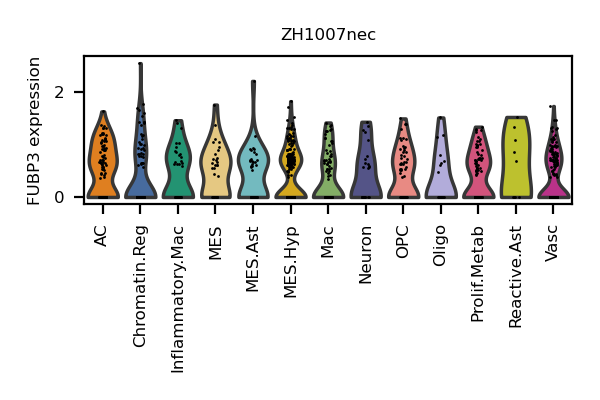 ZH1007nec
FUBP3 expression
2
0
AC
Chromatin.Reg
Inflammatory.Mac
MES
MES.Ast
MES.Hyp
Mac
Neuron
OPC
Oligo
Prolif.Metab
Reactive.Ast
Vasc